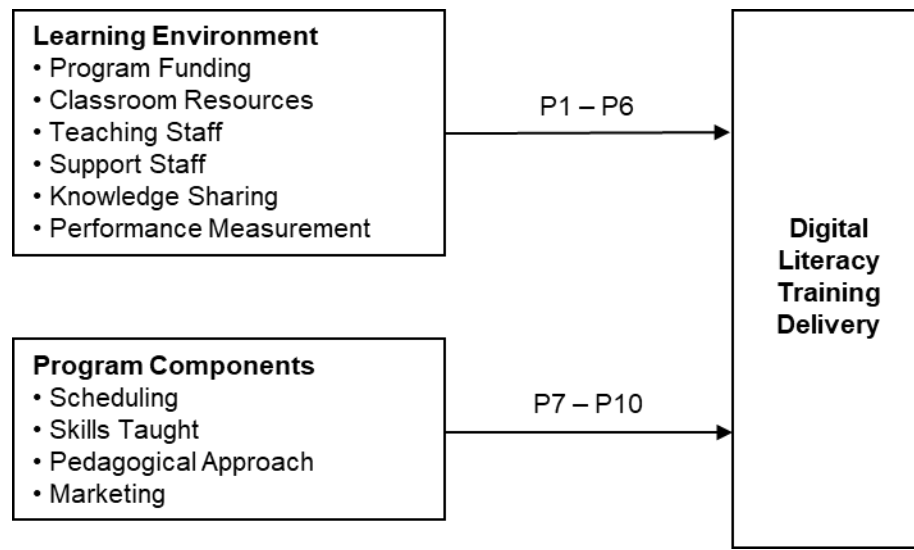 Learning Environment
• Program Funding
• Classroom Resources
• Teaching Staff
• Support Staff
• Knowledge Sharing
• Performance Measurement
P1 – P6
Program Components
• Scheduling
• Skills Taught
• Pedagogical Approach
• Marketing
P7 – P10
Digital
Literacy
Training
Delivery